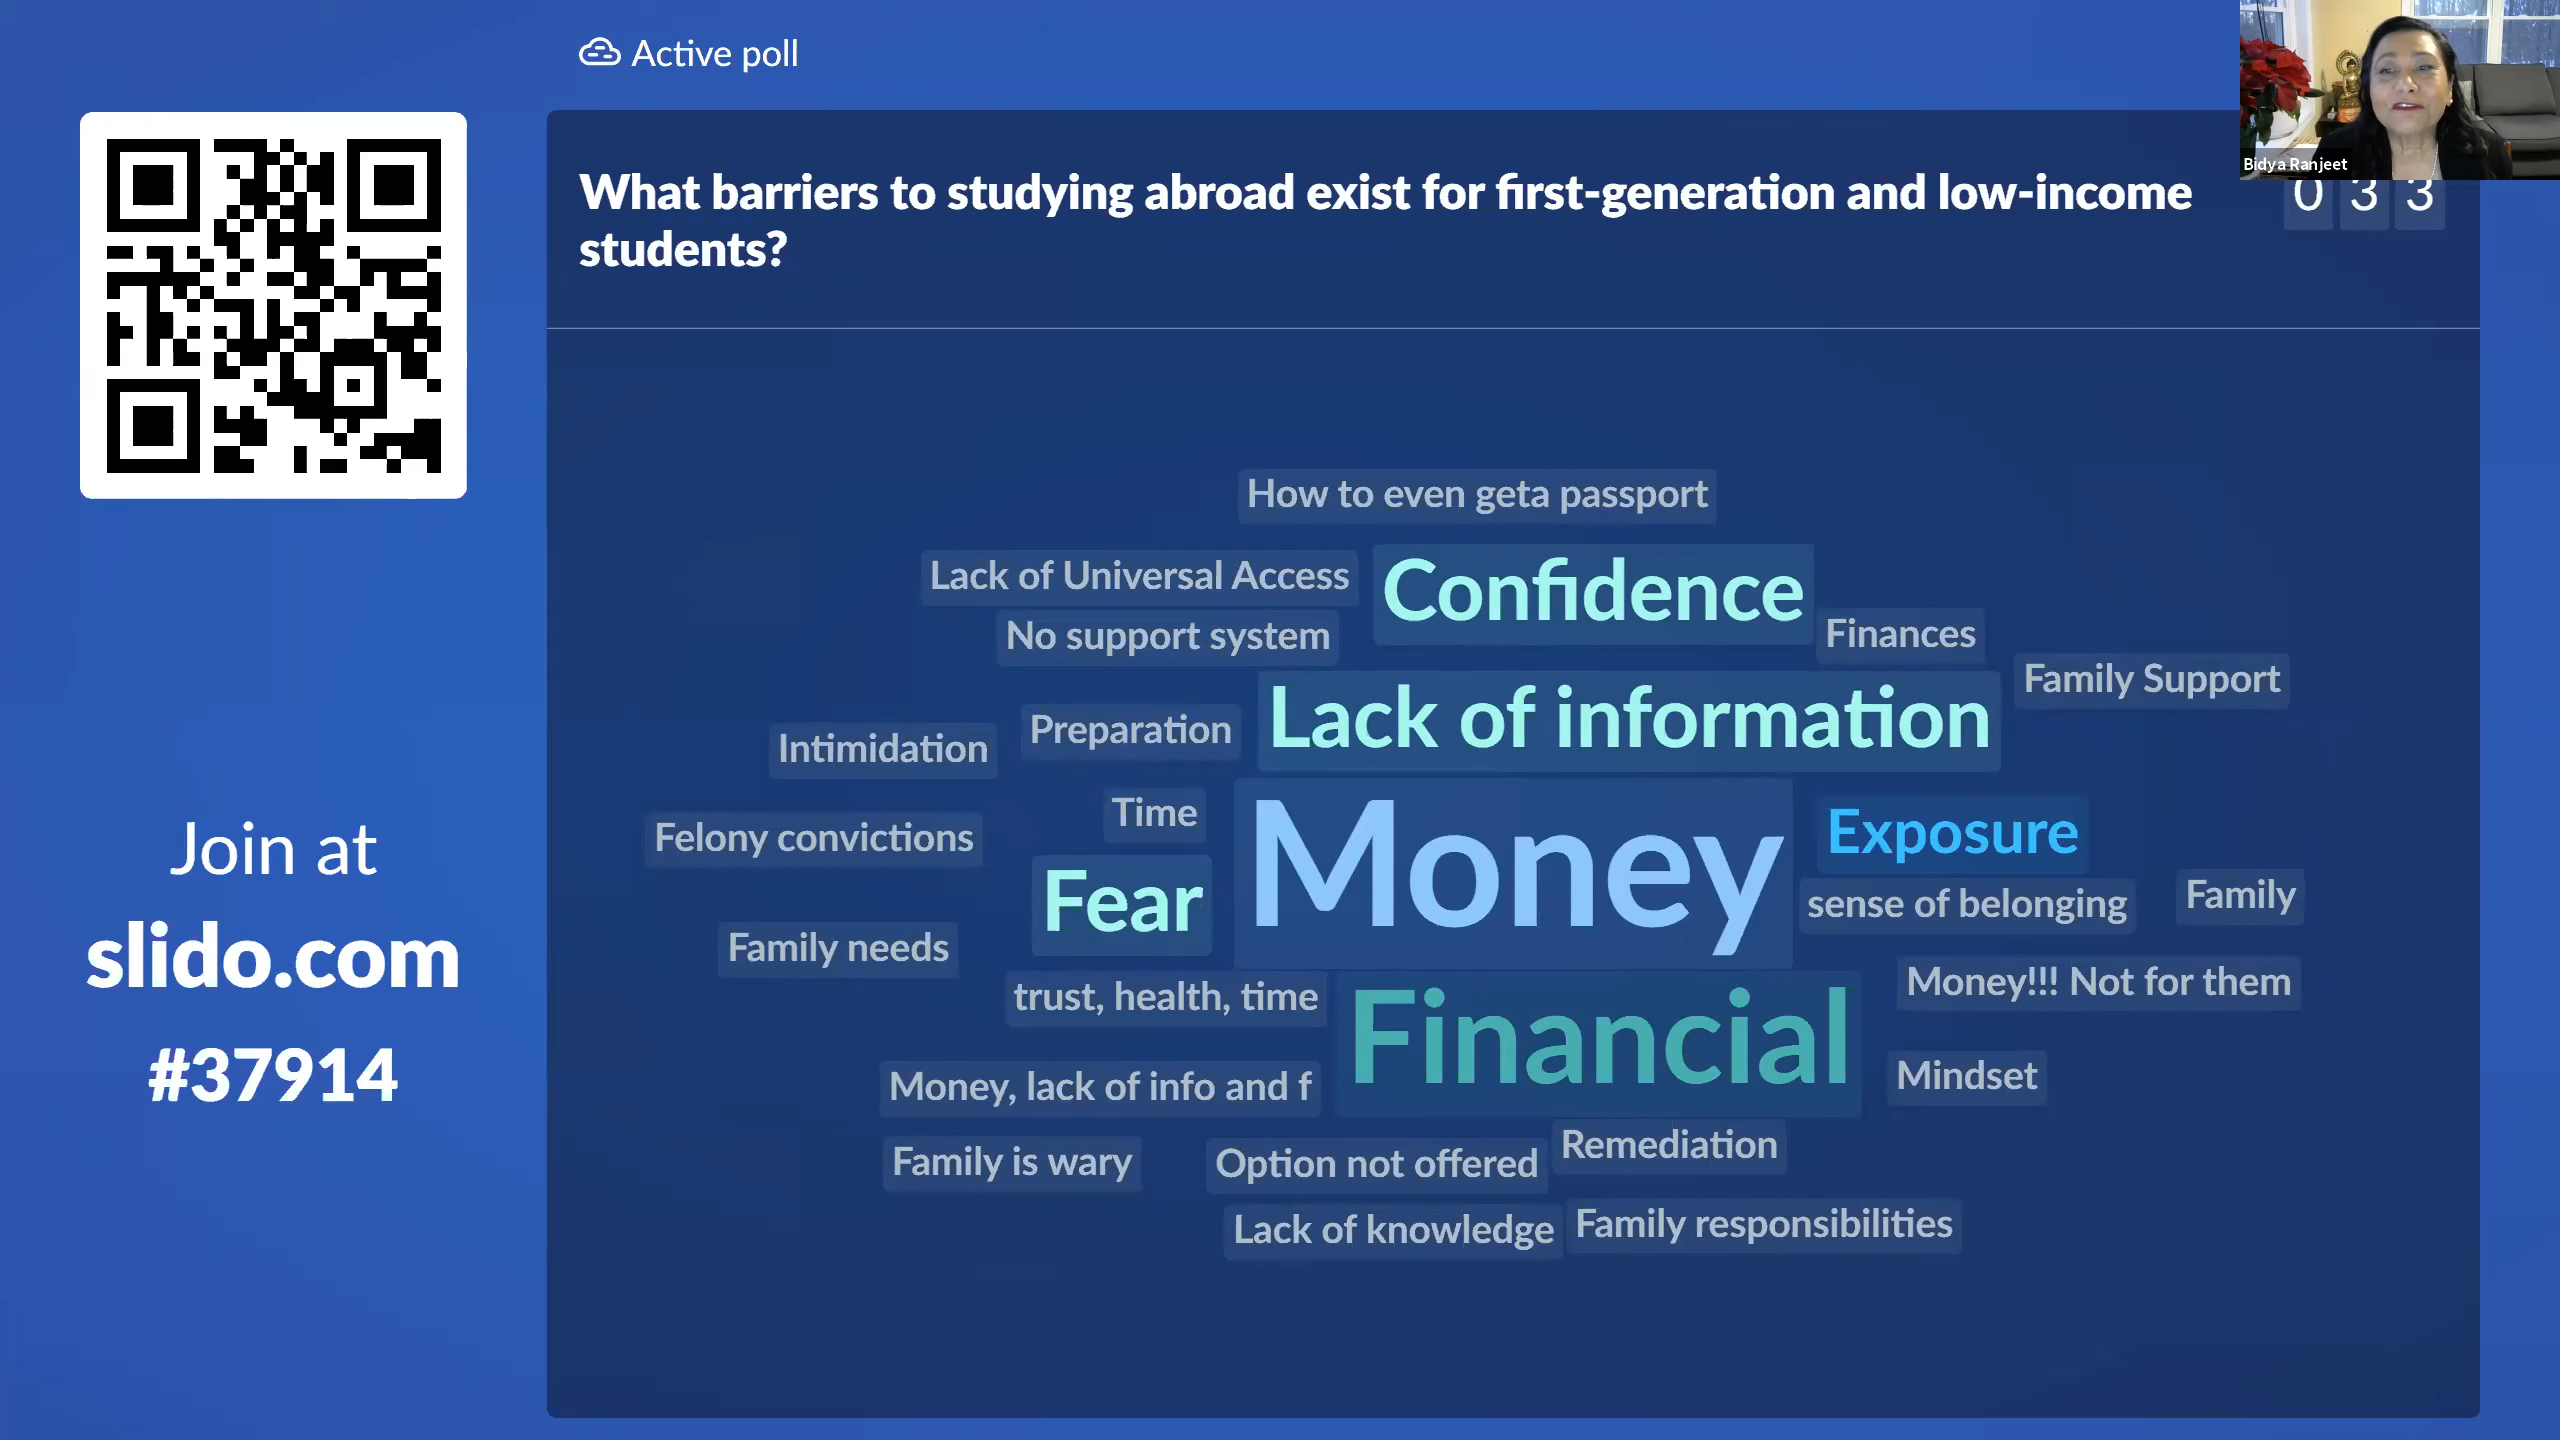 Active poll
Bidya Ranjeet
What barriers to studying abroad exist for first-generation and low-income
students?
0 3 3
How to even geta passport
Lack of Universal Access
Confidence
No support system
Finances
Family Support
Lack of information
Preparation
Intimidation
Time
Felony convictions
Money
Exposure
Fear
sense of belonging
Family
Family needs
trust, health, time
Money!!! Not for them
Financial
Money, lack of info and f
Mindset
Family is wary
Option not offered
Remediation
Lack of knowledge
Family responsibilities
Join at
slido.com
#37914